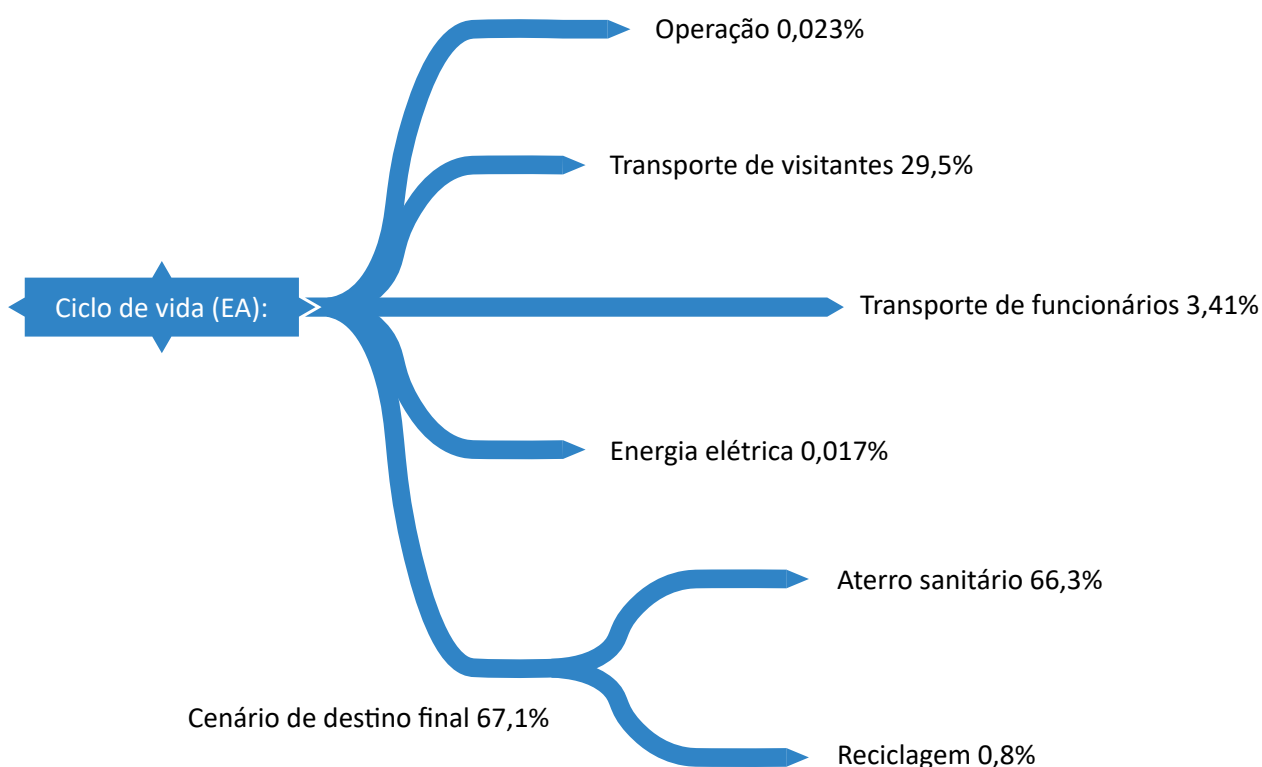 Operação 0,023%
Transporte de visitantes 29,5%
Ciclo de vida (EA):
Transporte de funcionários 3,41%
Energia elétrica 0,017%
Aterro sanitário 66,3%
Cenário de destino final 67,1%
Reciclagem 0,8%